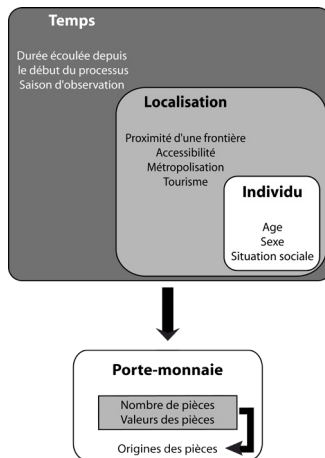 Temps
Durée écoulée depuis
le début du processus
Saison d'observation
Localisation
Proximité d'une frontière
Accessibilité
Métropolisation
Tourisme
Individu
Age
Sexe
Situation sociale
Porte-monnaie
Nombre de pièces
Valeurs des pièces
Origines des pièces